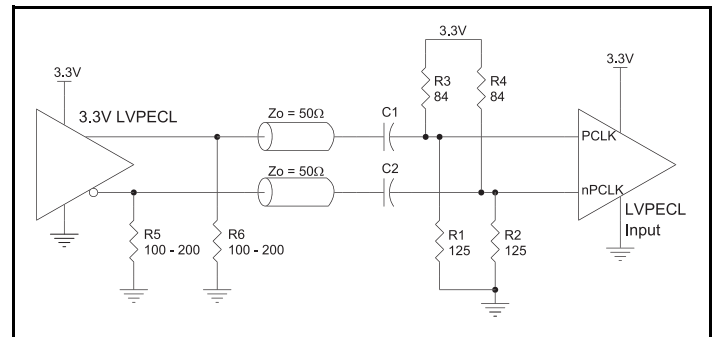 3.3V
3.3V
3.3V
R3
84
R4
84
3.3V LVPECL
Zo = 50Ω
C1
PCLK
Zo = 50Ω
C2
nPCLK
LVPECL
Input
R5
100 - 200
R6
100 - 200
R1
125
R2
125